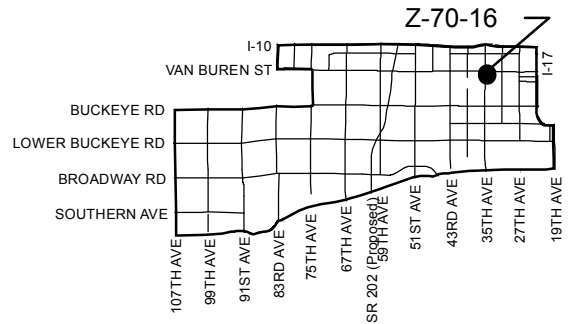 Z-70-16
I-10
I-17
VAN BUREN ST
BUCKEYE RD
LOWER BUCKEYE RD
BROADWAY RD
SOUTHERN AVE
107TH AVE
99TH AVE
91ST AVE
83RD AVE
75TH AVE
67TH AVE
SR 202 (Proposed)
59TH AVE
51ST AVE
43RD AVE
35TH AVE
27TH AVE
19TH AVE